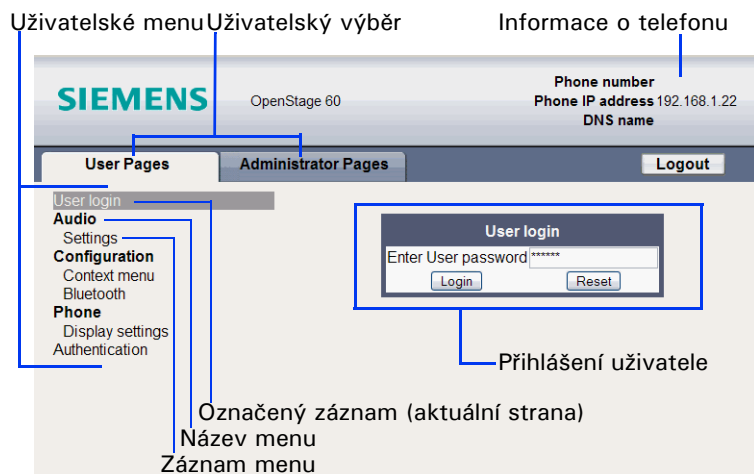 Uživatelské menu Uživatelský výběr Informace o telefonu
SIEMENS
OpenStage 60
Phone number
Phone IP address 192.168.1.22
DNS name
User Pages Administrator Pages Logout
User login
Audio
Settings
Configuration
Context menu
Bluetooth
Phone
Display settings
Authentication
User login
Enter User password ******
Login Reset
Přihlášení uživatele
Označený záznam (aktuální strana)
Název menu
Záznam menu